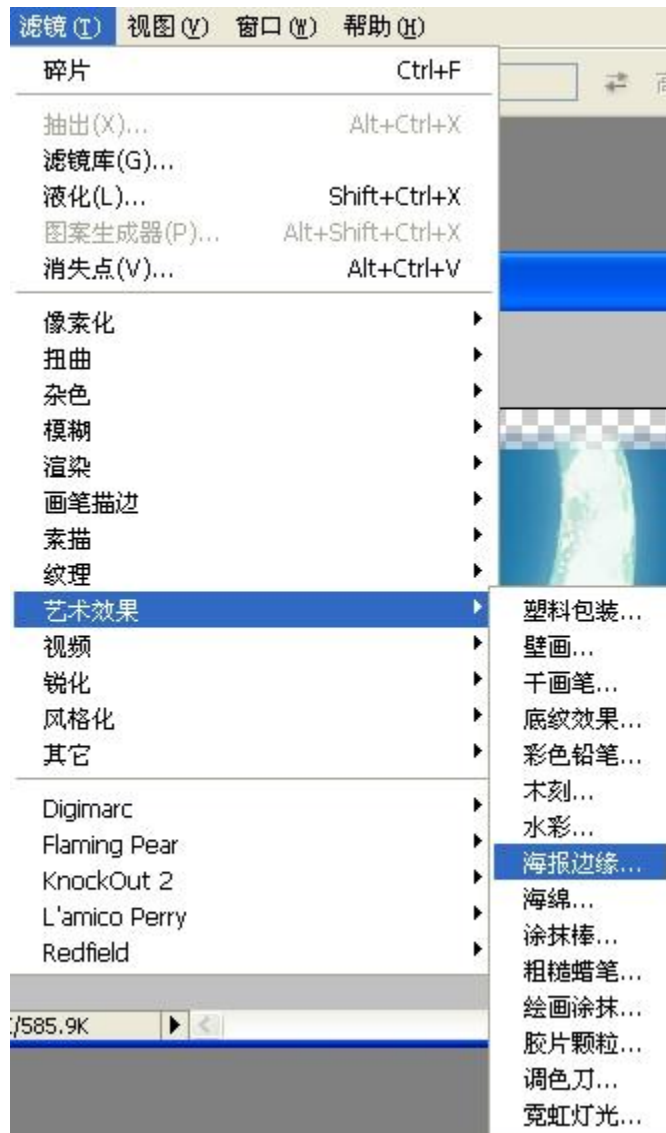 滤镜(T) 视图(V) 窗口(W) 帮助(H)
碎片 Ctrl+F
抽出(X)... Alt+Ctrl+X
滤镜库(G)...
液化(L)... Shift+Ctrl+X
图案生成器(P)... Alt+Shift+Ctrl+X
消失点(V)... Alt+Ctrl+V
像素化
扭曲
杂色
模糊
渲染
画笔描边
素描
纹理
艺术效果
视频
锐化
风格化
其它
Digimarc
Flaming Pear
KnockOut 2
L'amico Perry
Redfield
塑料包装...
壁画...
干画笔...
底纹效果...
彩色铅笔...
木刻...
水彩...
海报边缘...
海绵...
涂抹棒...
粗糙蜡笔...
绘画涂抹...
胶片颗粒...
调色刀...
霓虹灯光...
/585.9K